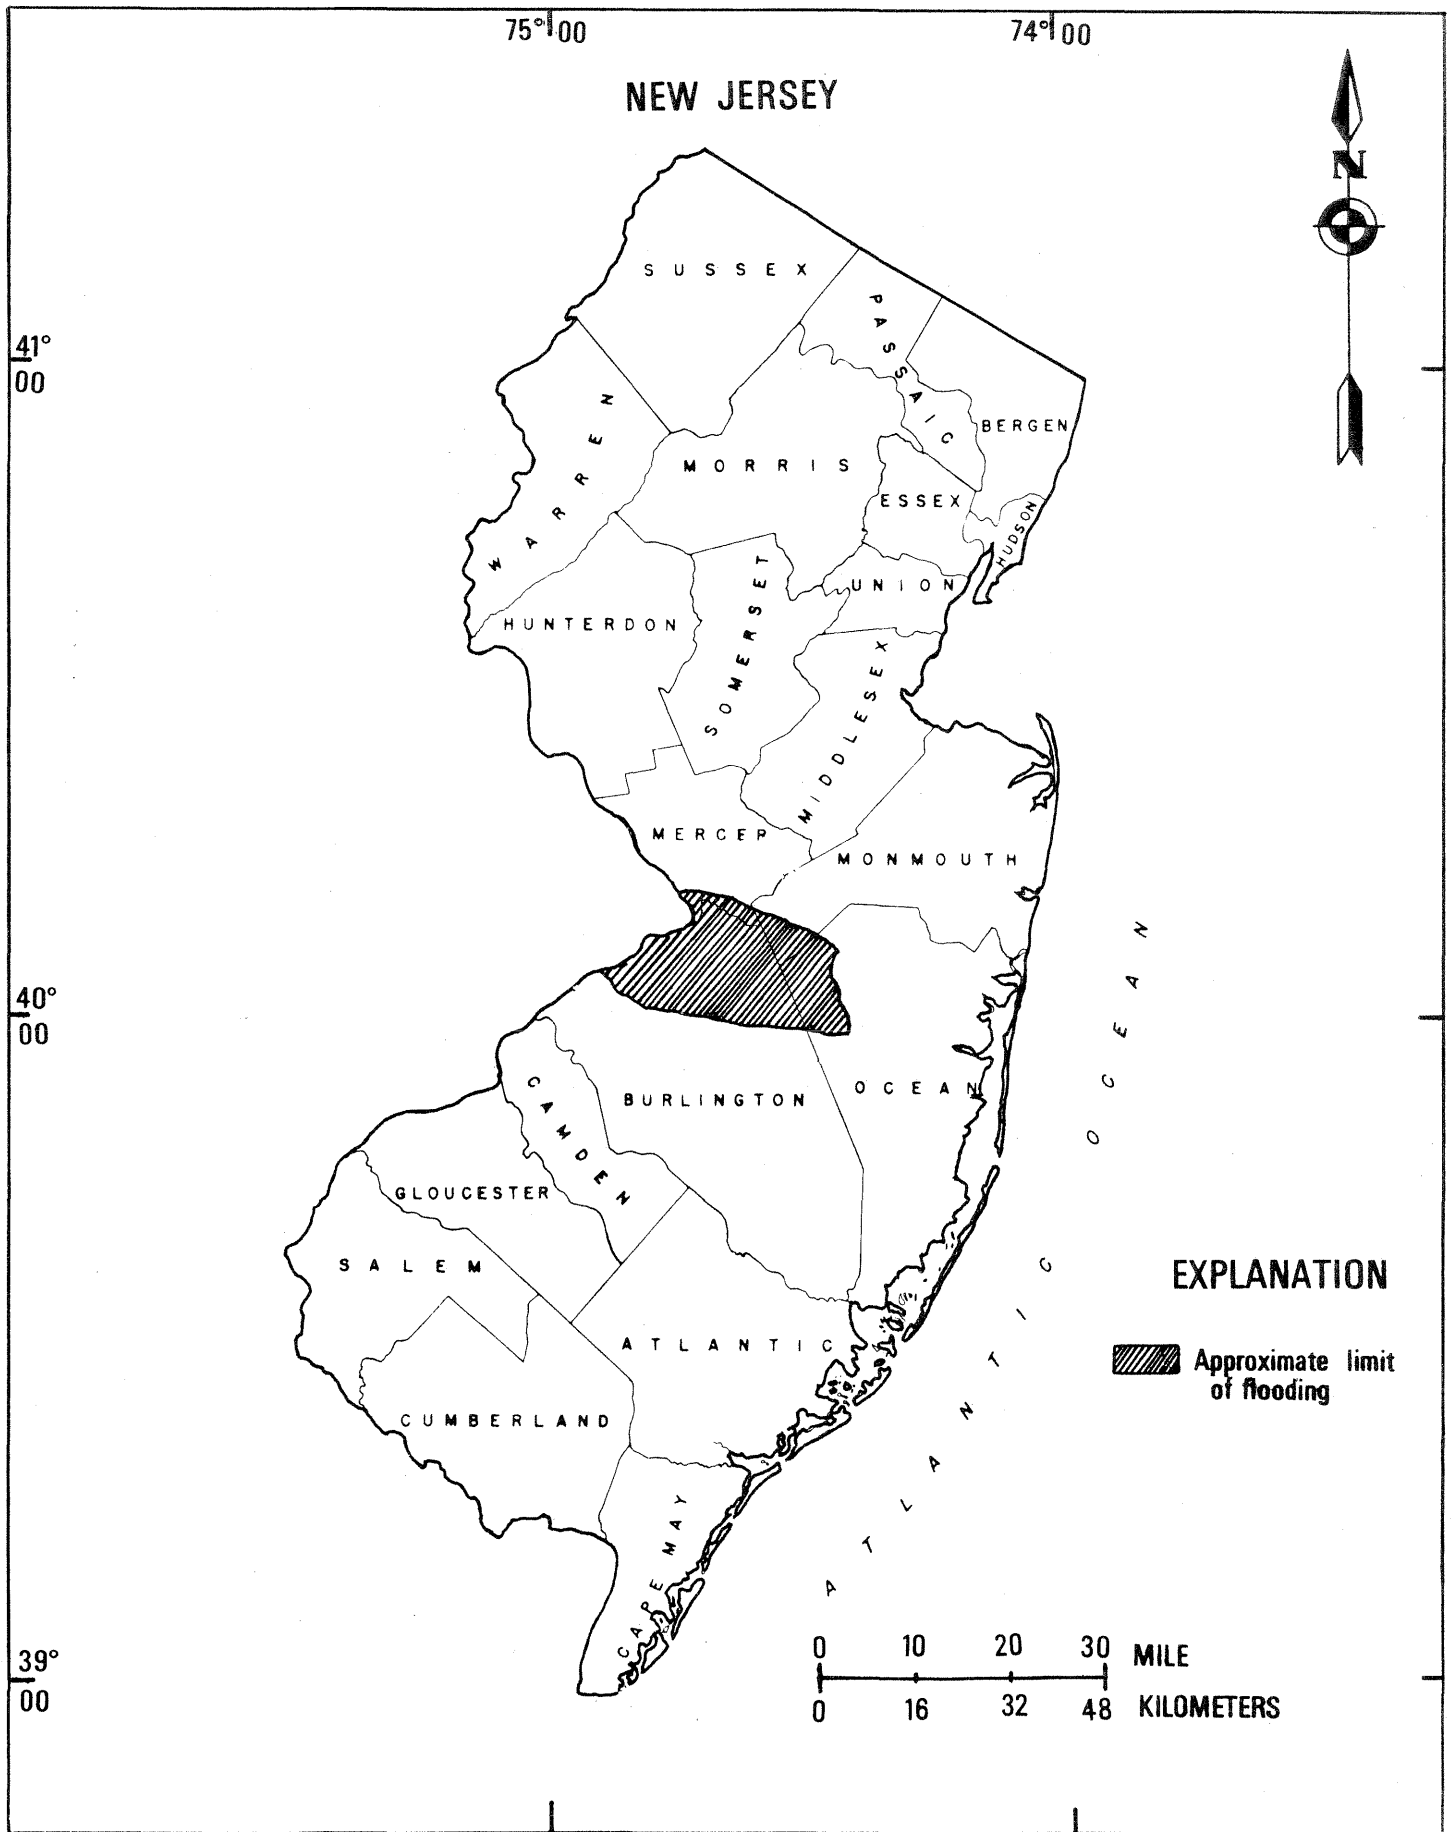 75° 00
74° 00
NEW JERSEY
N
SUSSEX
PASSAIC
41°
00
WARREN
BERGEN
MORRIS
ESSEX
HUDSON
UNION
HUNTERDON
SOMERSET
MIDDLESEX
MERCEP
MONMOUTH
40°
00
OCEAN
BURLINGTON
CAMDEN
GLOUCESTER
SALEM
ATLANTIC OCEAN
EXPLANATION
Approximate limit
of flooding
ATLANTIC
CUMBERLAND
CAPE MAY
39°
00
0 10 20 30 MILE
0 16 32 48 KILOMETERS